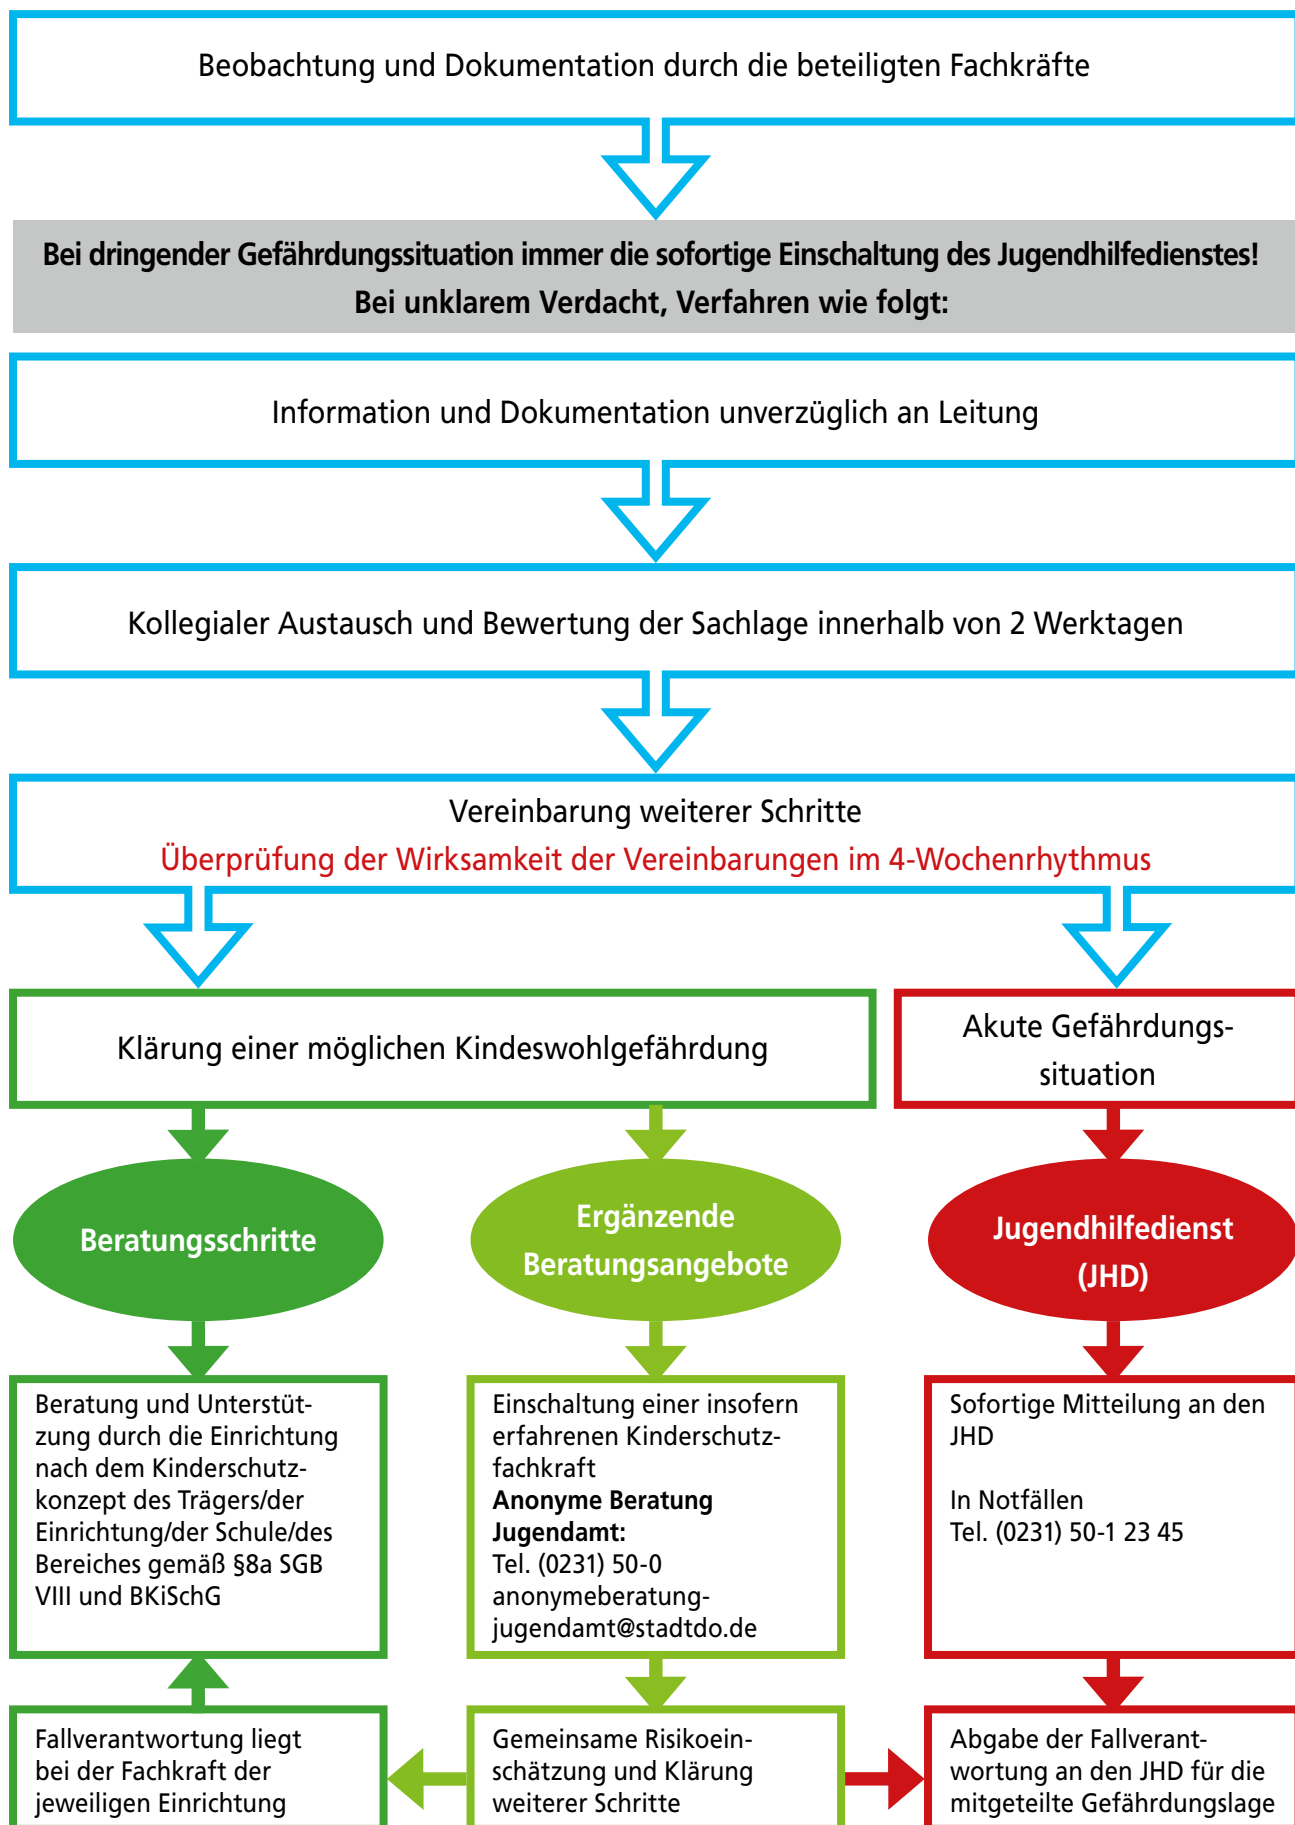 Beobachtung und Dokumentation durch die beteiligten Fachkräfte
Bei dringender Gefährdungssituation immer die sofortige Einschaltung des Jugendhilfedienstes!
Bei unklarem Verdacht, Verfahren wie folgt:
Information und Dokumentation unverzüglich an Leitung
Kollegialer Austausch und Bewertung der Sachlage innerhalb von 2 Werktagen
Vereinbarung weiterer Schritte
Überprüfung der Wirksamkeit der Vereinbarungen im 4-Wochenrhythmus
Klärung einer möglichen Kindeswohlgefährdung
Akute Gefährdungs-
situation
Beratungsschritte
Ergänzende
Beratungsangebote
Jugendhilfedienst
(JHD)
Beratung und Unterstüt-
zung durch die Einrichtung
nach dem Kinderschutz-
konzept des Trägers/der
Einrichtung/der Schule/des
Bereiches gemäß §8a SGB
VIII und BKiSchG
Einschaltung einer insofern
erfahrenen Kinderschutz-
fachkraft
Anonyme Beratung
Jugendamt:
Tel. (0231) 50-0
anonymeberatung-
jugendamt@stadtdo.de
Sofortige Mitteilung an den
JHD
In Notfällen
Tel. (0231) 50-1 23 45
Fallverantwortung liegt
bei der Fachkraft der
jeweiligen Einrichtung
Gemeinsame Risikoein-
schätzung und Klärung
weiterer Schritte
Abgabe der Fallverant-
wortung an den JHD für die
mitgeteilte Gefährdungslage